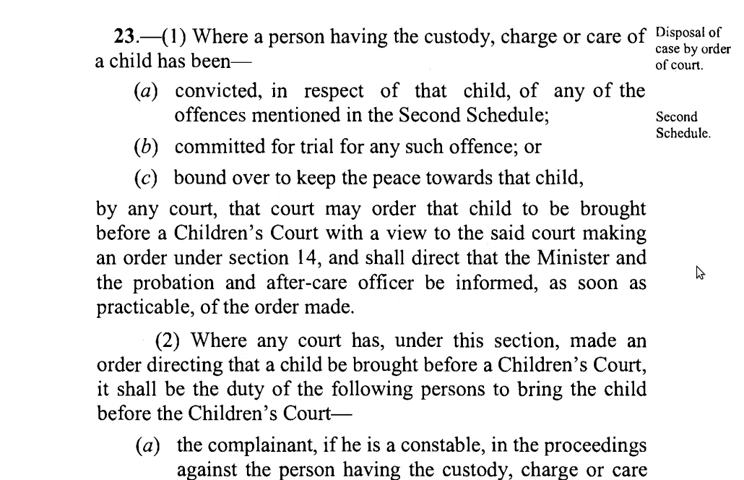 23.—(1) Where a person having the custody, charge or care of
a child has been—
Disposal of
case by order
of court.
(a) convicted, in respect of that child, of any of the
offences mentioned in the Second Schedule;
Second
Schedule.
(b) committed for trial for any such offence; or
(c) bound over to keep the peace towards that child,
by any court, that court may order that child to be brought
before a Children's Court with a view to the said court making
an order under section 14, and shall direct that the Minister and
the probation and after-care officer be informed, as soon as
practicable, of the order made.
(2) Where any court has, under this section, made an
order directing that a child be brought before a Children's Court,
it shall be the duty of the following persons to bring the child
before the Children's Court—
(a) the complainant, if he is a constable, in the proceedings
against the person having the custody, charge or care